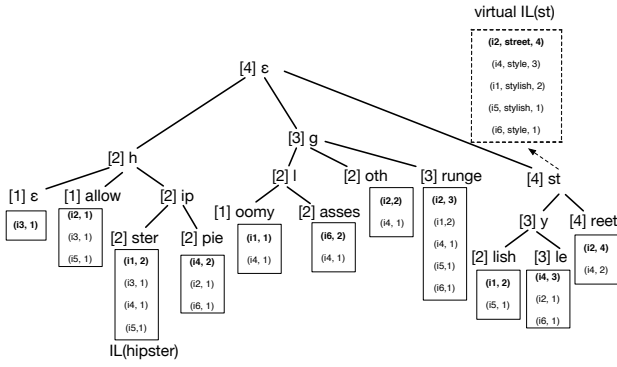 virtual IL(st)
(i2, street, 4)
(i4, style, 3)
(i1, stylish, 2)
(i5, stylish, 1)
(i6, style, 1)
[4] ε
[2] h
[3] g
[4] st
[1] ε
[1] allow
[2] ip
[2] l
[2] oth
[3] runge
[3] y
[4] reet
(i3, 1)
(i2, 1)
(i3, 1)
(i5, 1)
[2] ster
[2] pie
[1] oomy
[2] asses
(i2,2)
(i4, 1)
(i2, 3)
(i1,2)
(i4, 1)
(i5,1)
(i6,1)
[2] lish
[3] le
(i2, 4)
(i4, 2)
(i1, 2)
(i3, 1)
(i4, 1)
(i5,1)
(i4, 2)
(i2, 1)
(i6, 1)
(i1, 1)
(i4, 1)
(i6, 2)
(i4, 1)
(i1, 2)
(i5, 1)
(i4, 3)
(i2, 1)
(i6, 1)
IL(hipster)